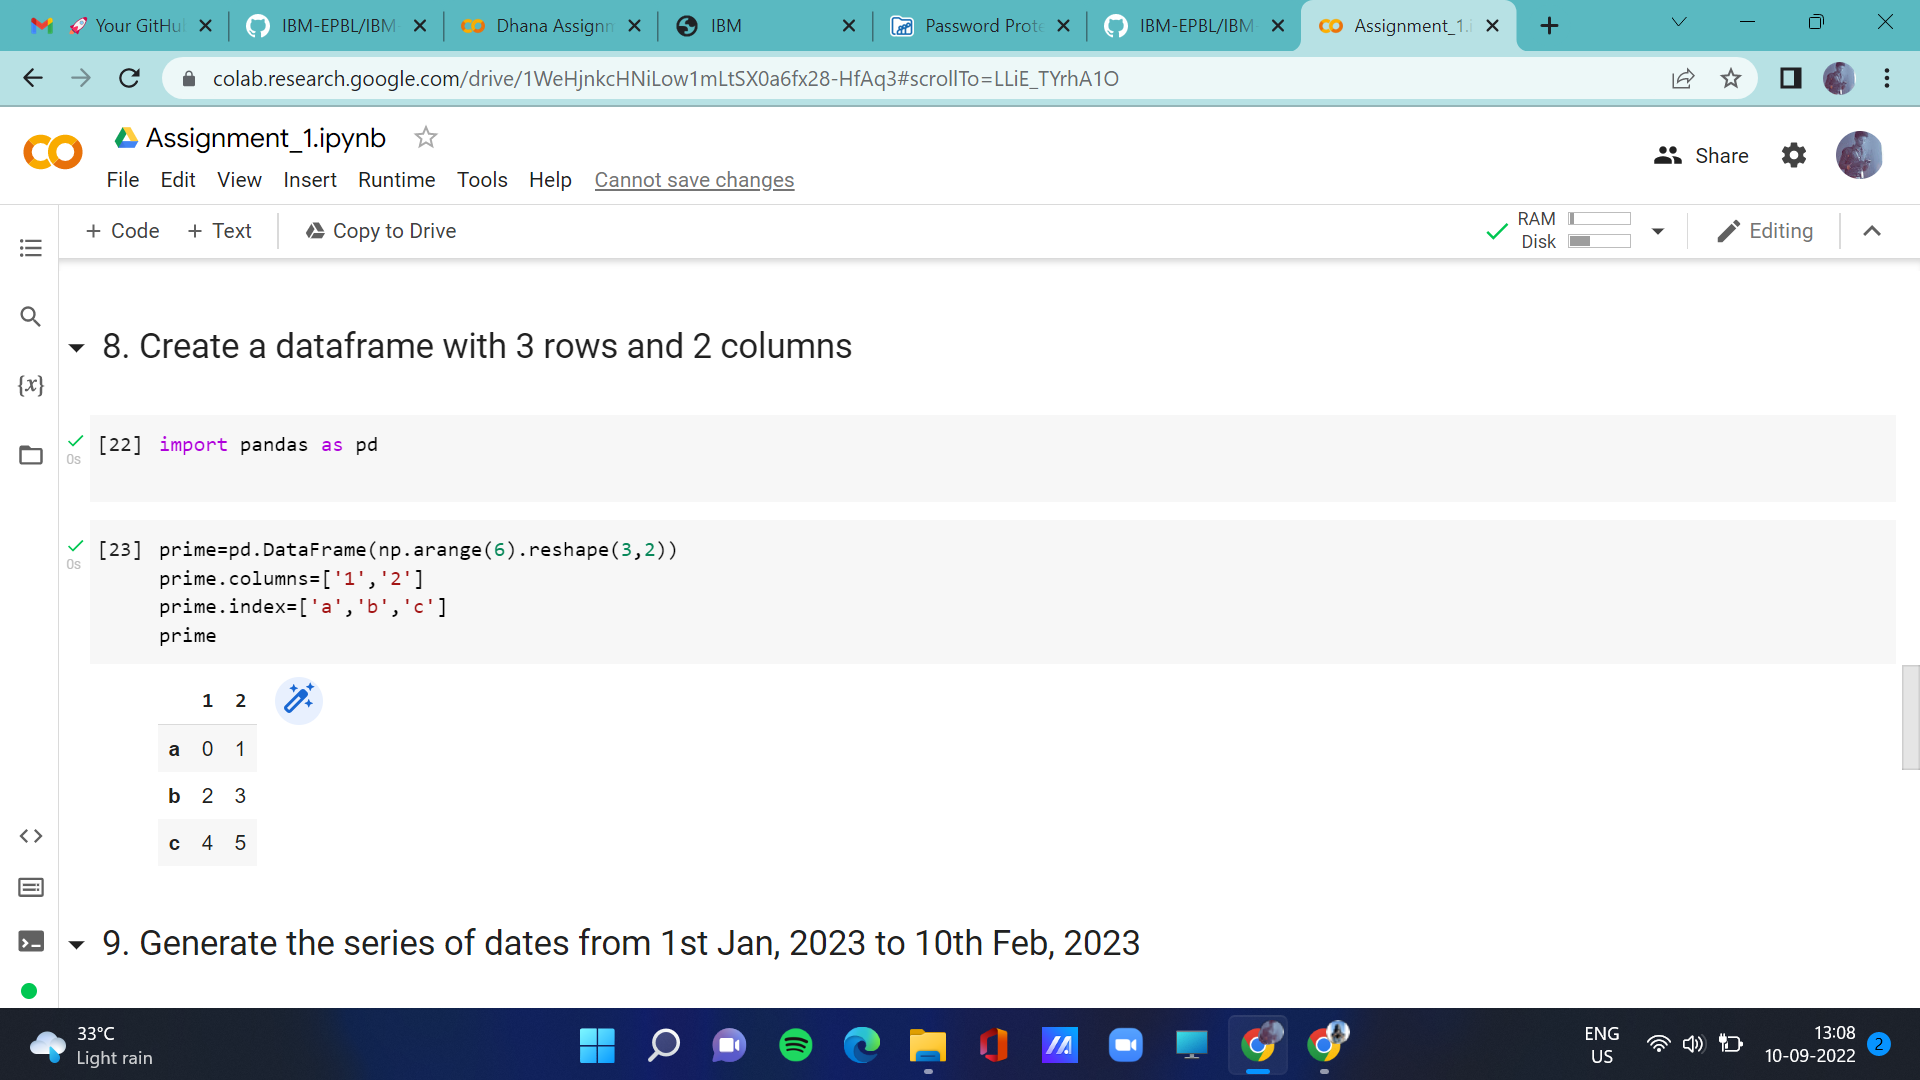 🚀 Your GitHu
IBM-EPBL/IBM-
Dhana Assignm
IBM
Password Prote
IBM-EPBL/IBM-
Assignment_1.i
colab.research.google.com/drive/1WeHjnkcHNiLow1mLtSX0a6fx28-HfAq3#scrollTo=LLiE_TYrhA1O
Assignment_1.ipynb
File Edit View Insert Runtime Tools Help Cannot save changes
Share
+ Code + Text Copy to Drive
RAM
Disk
Editing
8. Create a dataframe with 3 rows and 2 columns
{x}
[22] import pandas as pd
0s
[23] prime=pd.DataFrame(np.arange(6).reshape(3,2))
0s
prime.columns=['1','2']
prime.index=['a','b','c']
prime
1 2
a 0 1
b 2 3
c 4 5
9. Generate the series of dates from 1st Jan, 2023 to 10th Feb, 2023
33°C
Light rain
ENG
US
13:08
10-09-2022
2